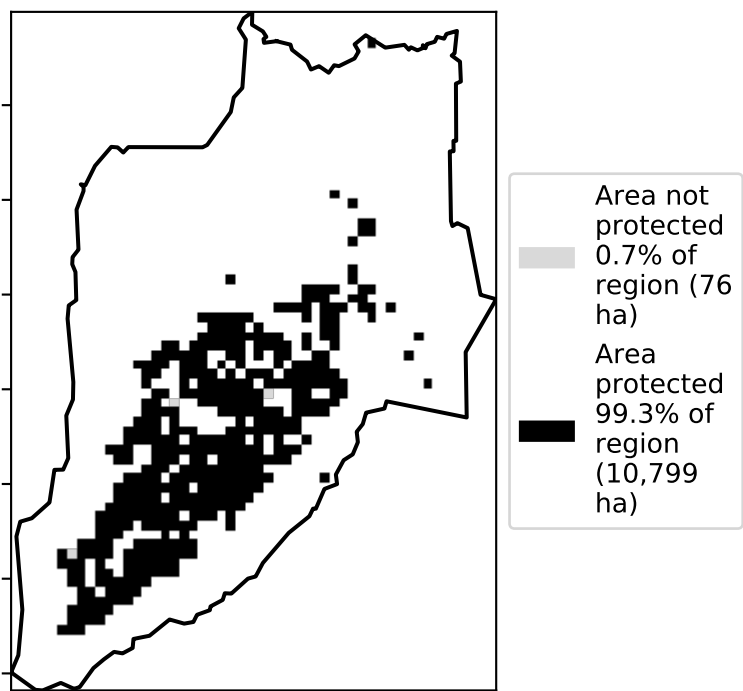 Area not
protected
0.7% of
region (76
ha)
Area
protected
99.3% of
region
(10,799
ha)